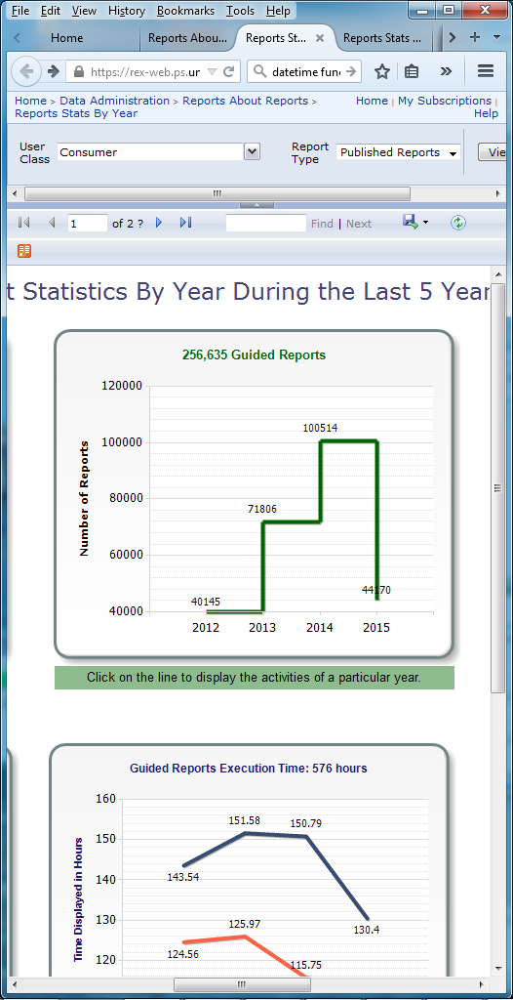 File Edit View History Bookmarks Tools Help
Home Reports Abou... Reports St... Reports Stats ...
https://rex-web.ps.ur datetime fun
Home > Data Administration > Reports About Reports > Home | My Subscriptions |
Reports Stats By Year Help
User Class Consumer Report Type Published Reports Vie
1 of 2 ? Find | Next
t Statistics By Year During the Last 5 Year
256,635 Guided Reports
120000
100514
100000
Number of Reports
80000
71806
60000
44170
40145
40000
2012 2013 2014 2015
Click on the line to display the activities of a particular year.
Guided Reports Execution Time: 576 hours
160
151.58 150.79
150
143.54
140
Time Displayed in Hours
130
130.4
125.97
124.56
120
115.75